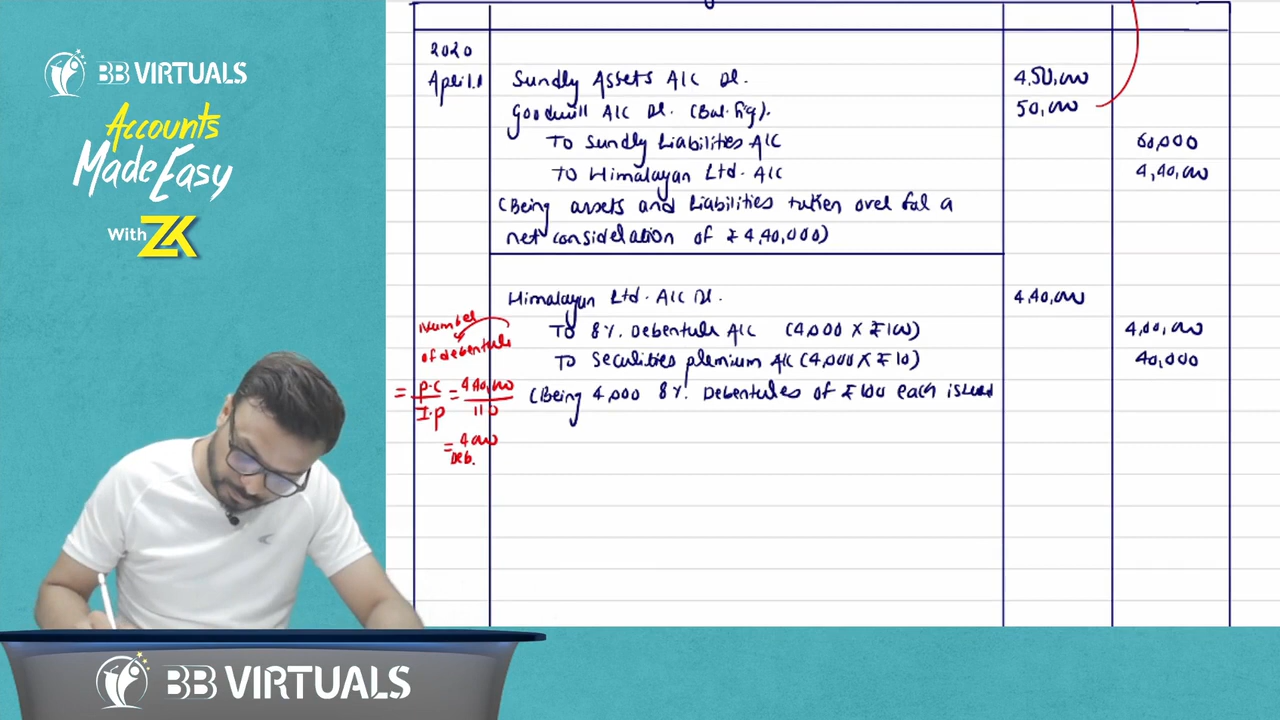 BB VIRTUALS
Accounts
Made Easy
With ZK
2020
April.1
Sundry Assets A/C Dr.
4,50,000
Goodwill A/C Dr. (Bal. fig).
50,000
To Sundry Liabilities A/C
60,000
To Himalayan Ltd. A/C
4,40,000
(Being assets and Liabilities taken over for a
net consideration of ₹ 4,40,000)
Himalayan Ltd. A/C Dr.
4,40,000
To 8% Debenture A/C (4,000 X ₹100)
4,00,000
To Securities premium A/C (4,000 X ₹10)
40,000
(Being 4,000 8% Debentures of ₹100 each issued
Number
of debenture
= P.C / I.P = 4,40,000 / 110
= 4000
Deb.
BB VIRTUALS